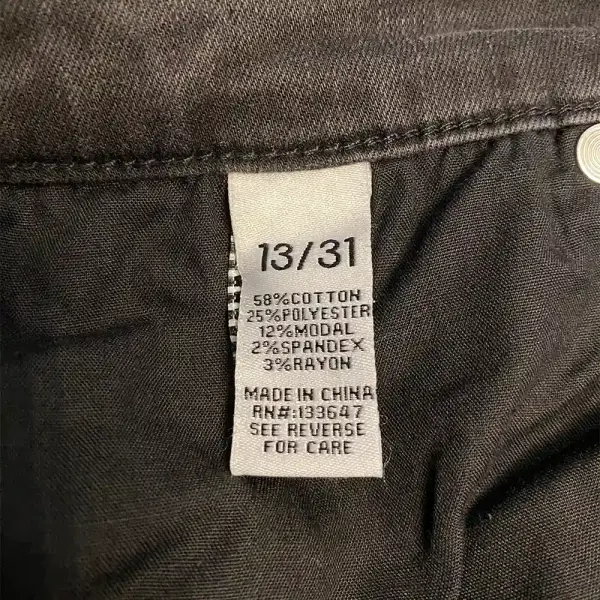 13/31
58%COTTON
25%POLYESTER
12%MODAL
2%SPANDEX
3%RAYON
MADE IN CHINA
RN#:133647
SEE REVERSE
FOR CARE